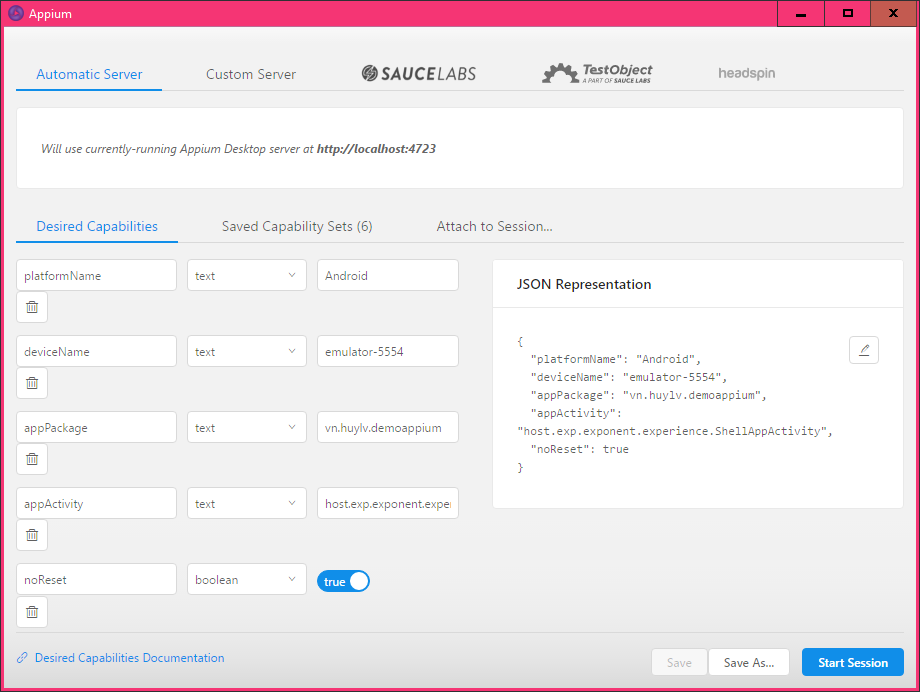 Appium
Automatic Server
Custom Server
SAUCELABS
TestObject
A PART OF SAUCE LABS
headspin
Will use currently-running Appium Desktop server at http://localhost:4723
Desired Capabilities
Saved Capability Sets (6)
Attach to Session...
platformName
text
Android
deviceName
text
emulator-5554
appPackage
text
vn.huylv.demoappium
appActivity
text
host.exp.exponent.exper
noReset
boolean
true
JSON Representation
{
"platformName": "Android",
"deviceName": "emulator-5554",
"appPackage": "vn.huylv.demoappium",
"appActivity":
"host.exp.exponent.experience.ShellAppActivity",
"noReset": true
}
Desired Capabilities Documentation
Save
Save As...
Start Session